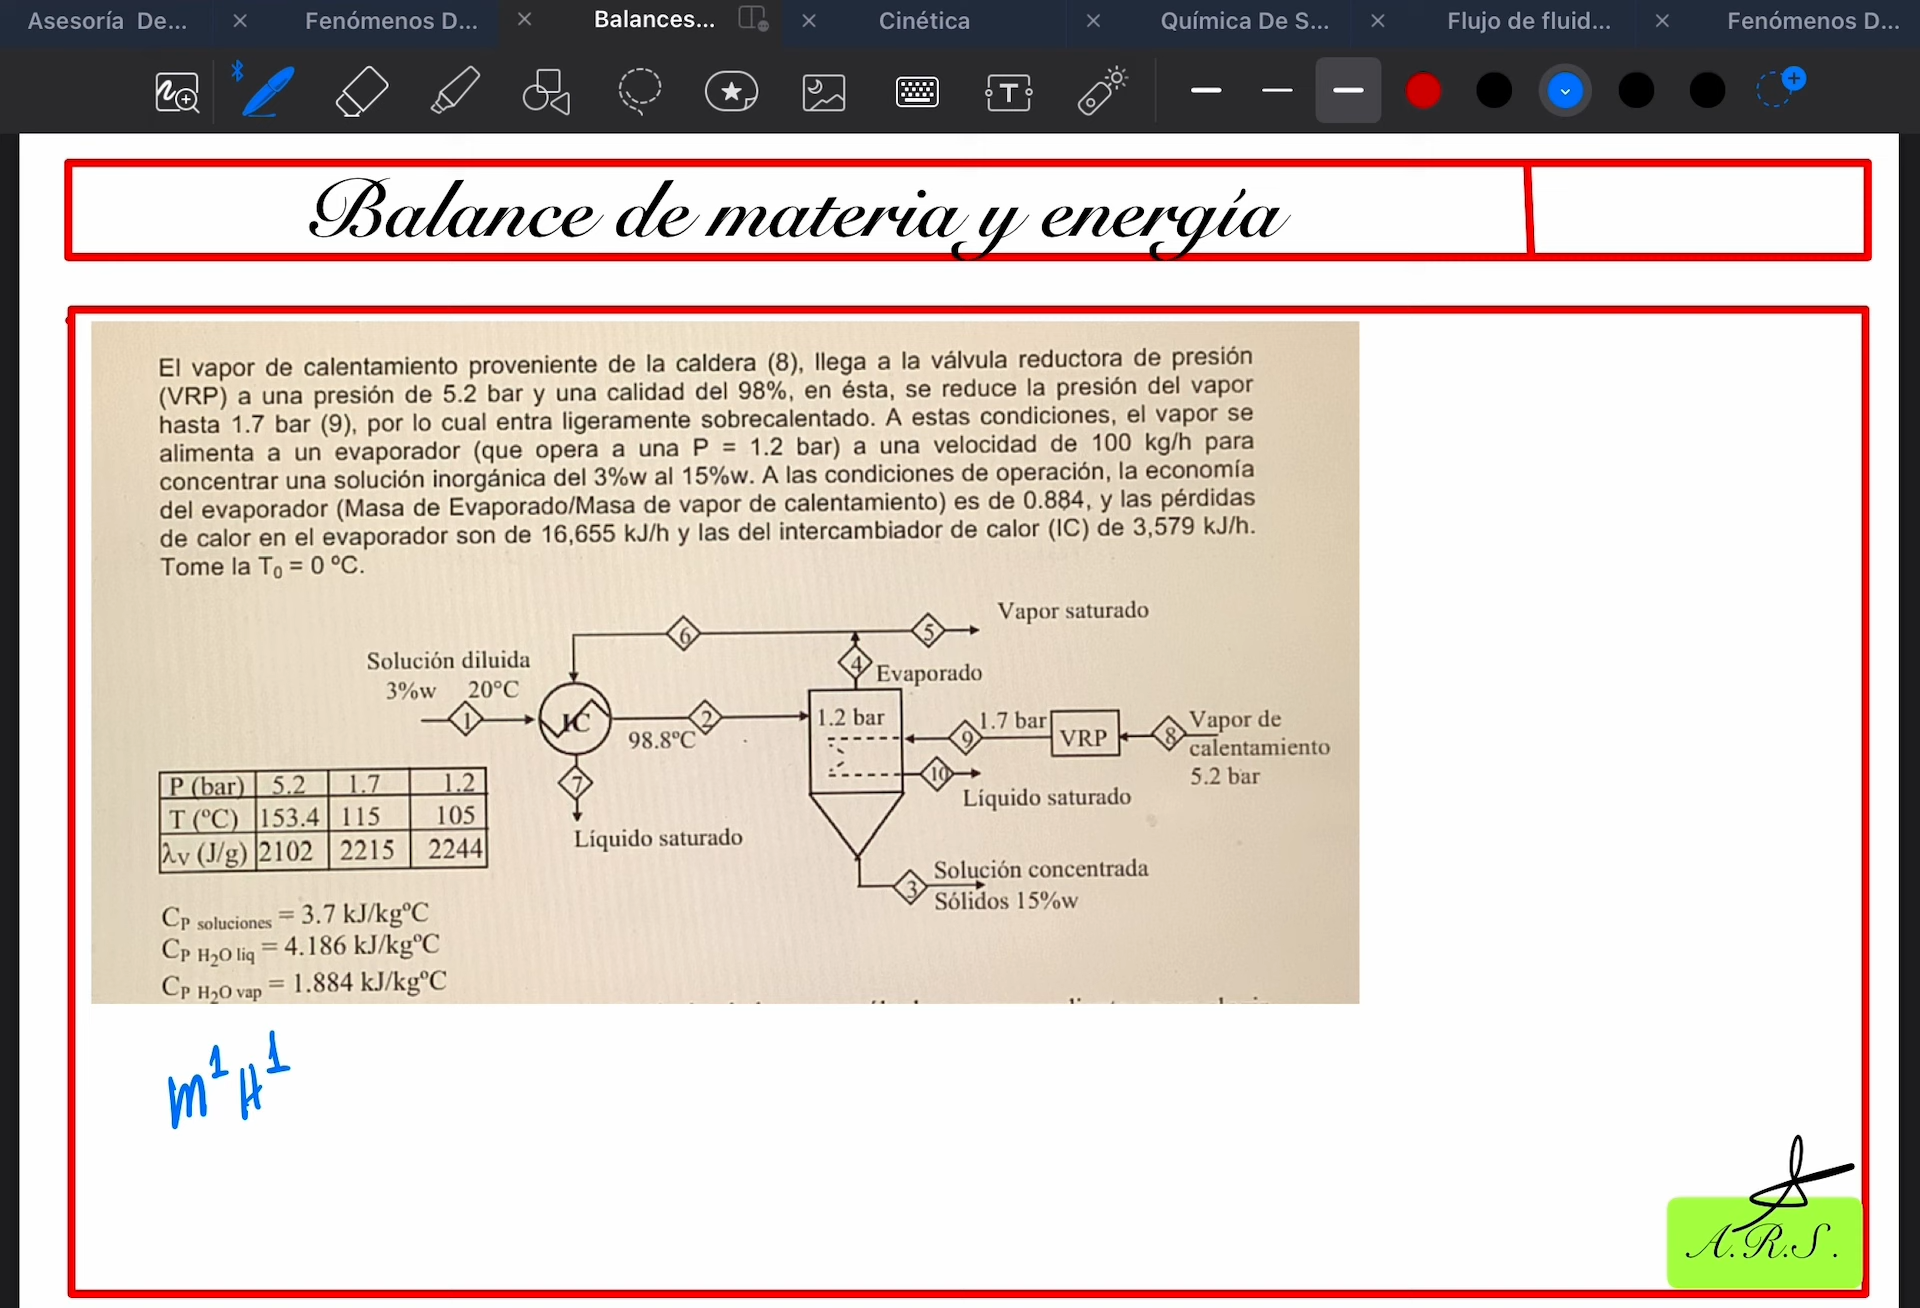 Asesoría De... × Fenómenos D... × Balances... × Cinética × Química De S... × Flujo de fluid... × Fenómenos D...
Balance de materia y energía
El vapor de calentamiento proveniente de la caldera (8), llega a la válvula reductora de presión
(VRP) a una presión de 5.2 bar y una calidad del 98%, en ésta, se reduce la presión del vapor
hasta 1.7 bar (9), por lo cual entra ligeramente sobrecalentado. A estas condiciones, el vapor se
alimenta a un evaporador (que opera a una P = 1.2 bar) a una velocidad de 100 kg/h para
concentrar una solución inorgánica del 3%w al 15%w. A las condiciones de operación, la economía
del evaporador (Masa de Evaporado/Masa de vapor de calentamiento) es de 0.884, y las pérdidas
de calor en el evaporador son de 16,655 kJ/h y las del intercambiador de calor (IC) de 3,579 kJ/h.
Tome la T₀ = 0 ºC.
Vapor saturado
6
5
Solución diluida
4 Evaporado
3%w 20°C
1
IC
2
98.8ºC
1.2 bar
9
1.7 bar
VRP
8
Vapor de
calentamiento
5.2 bar
10
Líquido saturado
7
Líquido saturado
P (bar) 5.2 1.7 1.2
T (ºC) 153.4 115 105
λv (J/g) 2102 2215 2244
3
Solución concentrada
Sólidos 15%w
CP soluciones = 3.7 kJ/kgºC
CP H₂O liq = 4.186 kJ/kgºC
CP H₂O vap = 1.884 kJ/kgºC
m¹ H¹
A.R.S.